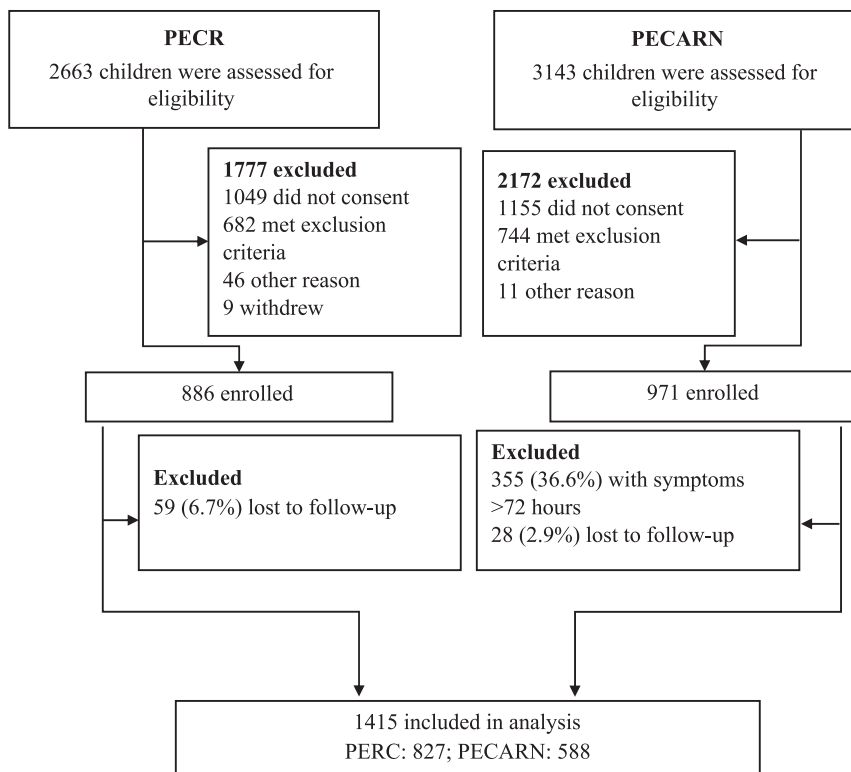 PECR
2663 children were assessed for
eligibility
PECARN
3143 children were assessed for
eligibility
1777 excluded
1049 did not consent
682 met exclusion
criteria
46 other reason
9 withdrew
2172 excluded
1155 did not consent
744 met exclusion
criteria
11 other reason
886 enrolled
971 enrolled
Excluded
59 (6.7%) lost to follow-up
Excluded
355 (36.6%) with symptoms
>72 hours
28 (2.9%) lost to follow-up
1415 included in analysis
PERC: 827; PECARN: 588